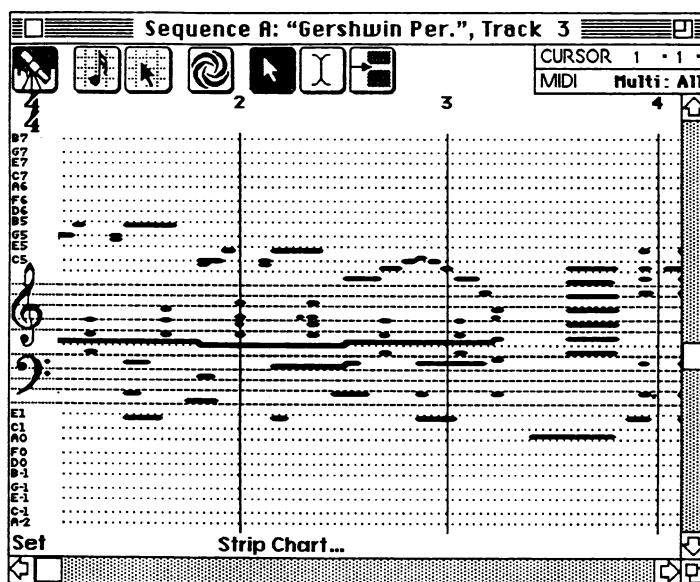 Sequence A: “Gershwin Per.”, Track 3
CURSOR 1 · 1 ·
MIDI Multi: All
4
4
2 3 4
B7
G7
E7
C7
A6
F6
D6
B5
G5
E5
C5
E1
C1
A0
F0
D0
B-1
G-1
E-1
C-1
A-2
Set Strip Chart...